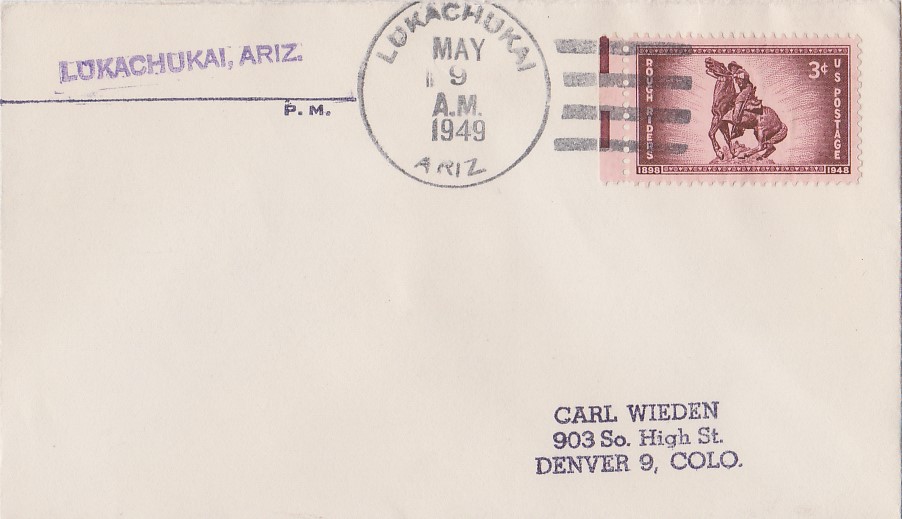 LUKACHUKAI, ARIZ.
P. M.
LUKACHUKAI
MAY
9
A.M.
1949
ARIZ
ROUGH RIDERS
3¢
U S POSTAGE
1898
1948
CARL WIEDEN
903 So. High St.
DENVER 9, COLO.